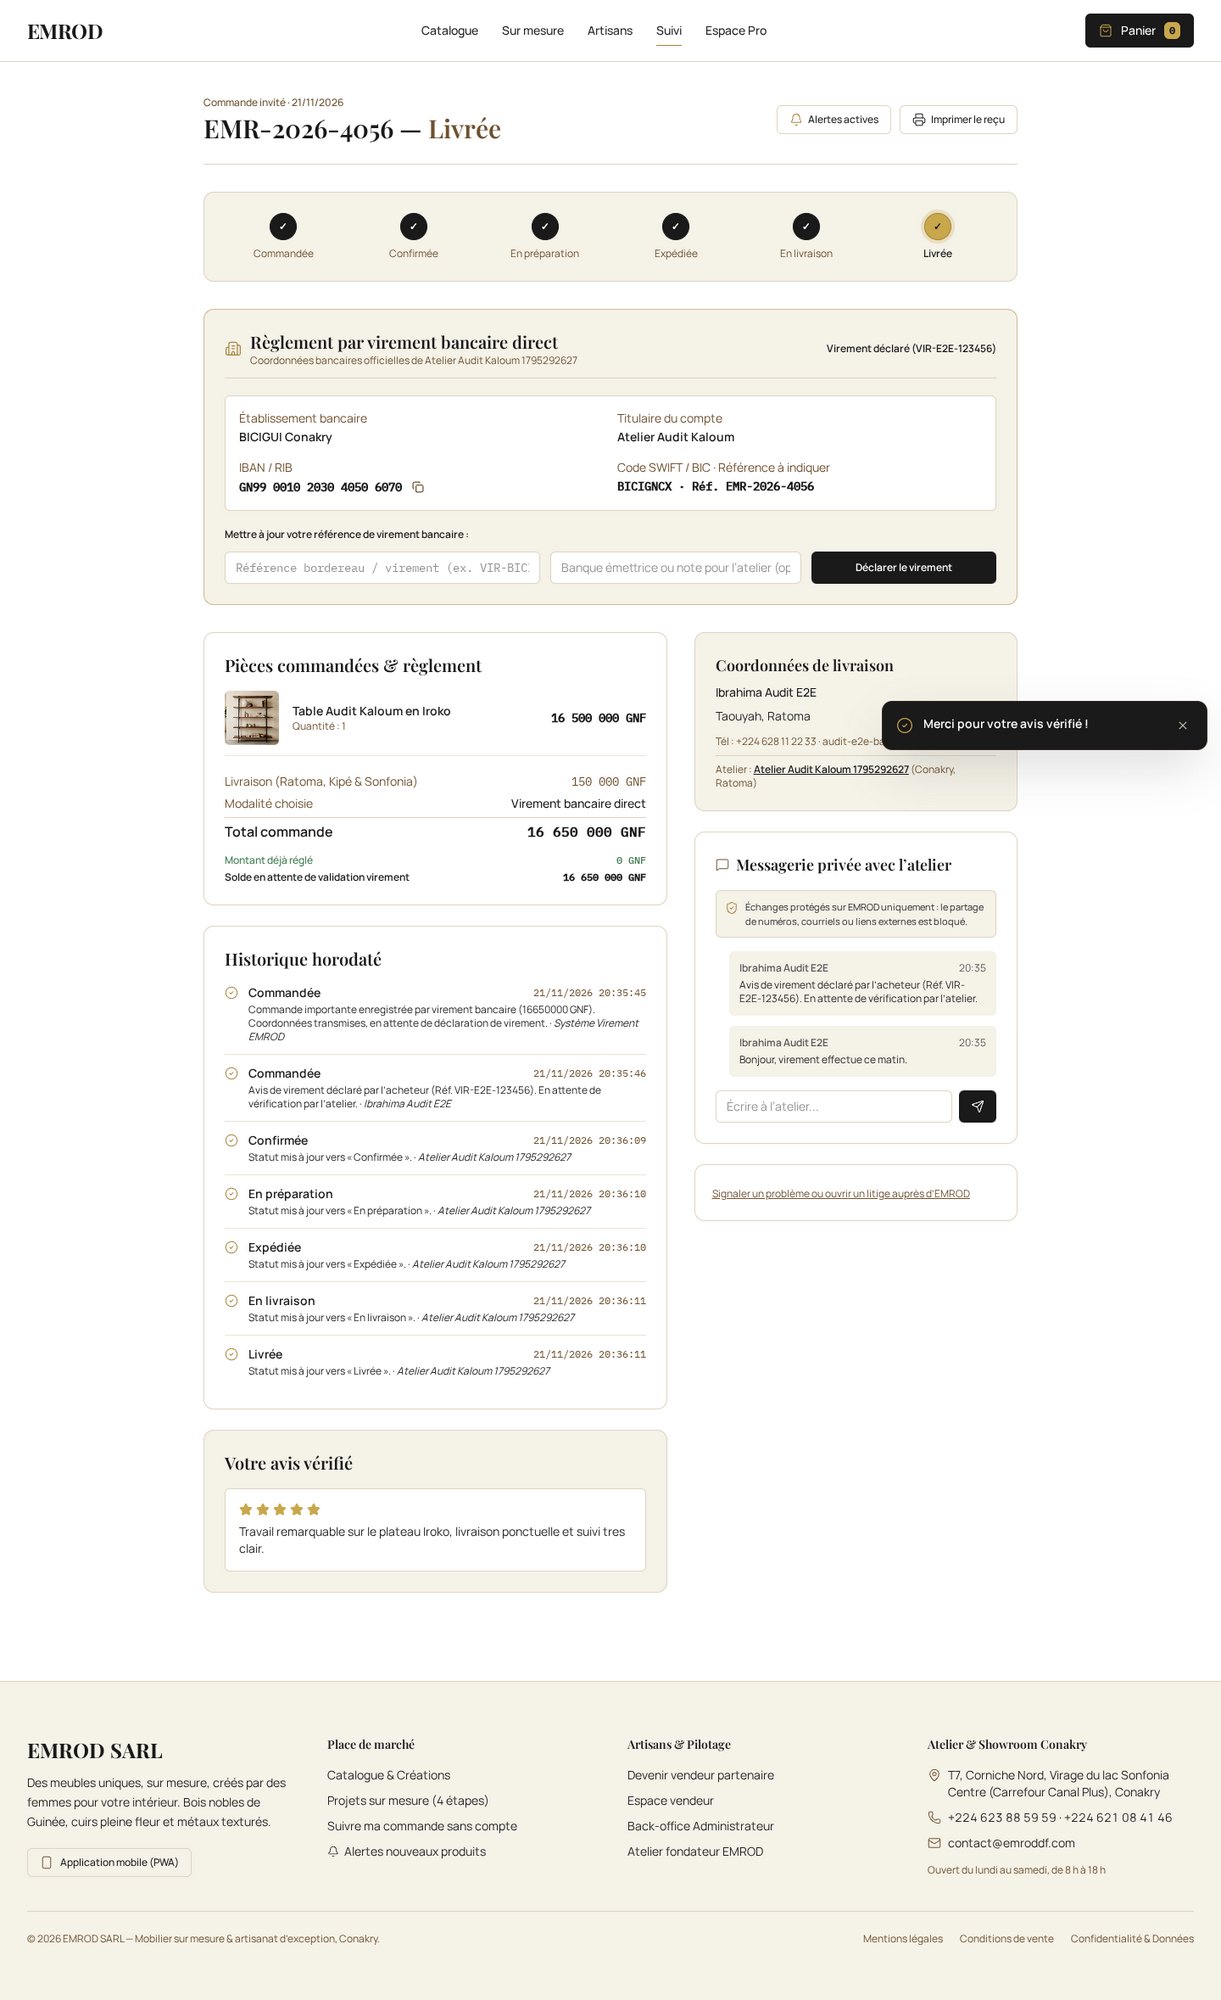 EMROD
Catalogue
Sur mesure
Artisans
Suivi
Espace Pro
Panier 0
Commande invité · 21/11/2026
EMR-2026-4056 — Livrée
Alertes actives
Imprimer le reçu
Commandée
Confirmée
En préparation
Expédiée
En livraison
Livrée
Règlement par virement bancaire direct
Coordonnées bancaires officielles de Atelier Audit Kaloum 1795292627
Virement déclaré (VIR-E2E-123456)
Établissement bancaire
BICIGUI Conakry
Titulaire du compte
Atelier Audit Kaloum
IBAN / RIB
GN99 0010 2030 4050 6070
Code SWIFT / BIC · Référence à indiquer
BICIGNCX · Réf. EMR-2026-4056
Mettre à jour votre référence de virement bancaire :
Référence bordereau / virement (ex. VIR-BIC
Banque émettrice ou note pour l'atelier (op
Déclarer le virement
Pièces commandées & règlement
Table Audit Kaloum en Iroko
Quantité : 1
16 500 000 GNF
Livraison (Ratoma, Kipé & Sonfonia)
150 000 GNF
Modalité choisie
Virement bancaire direct
Total commande
16 650 000 GNF
Montant déjà réglé
0 GNF
Solde en attente de validation virement
16 650 000 GNF
Historique horodaté
Commandée
21/11/2026 20:35:45
Commande importante enregistrée par virement bancaire (16650000 GNF).
Coordonnées transmises, en attente de déclaration de virement. · Système Virement
EMROD
Commandée
21/11/2026 20:35:46
Avis de virement déclaré par l'acheteur (Réf. VIR-E2E-123456). En attente de
vérification par l'atelier. · Ibrahima Audit E2E
Confirmée
21/11/2026 20:36:09
Statut mis à jour vers « Confirmée ». · Atelier Audit Kaloum 1795292627
En préparation
21/11/2026 20:36:10
Statut mis à jour vers « En préparation ». · Atelier Audit Kaloum 1795292627
Expédiée
21/11/2026 20:36:10
Statut mis à jour vers « Expédiée ». · Atelier Audit Kaloum 1795292627
En livraison
21/11/2026 20:36:11
Statut mis à jour vers « En livraison ». · Atelier Audit Kaloum 1795292627
Livrée
21/11/2026 20:36:11
Statut mis à jour vers « Livrée ». · Atelier Audit Kaloum 1795292627
Votre avis vérifié
Travail remarquable sur le plateau Iroko, livraison ponctuelle et suivi tres
clair.
Coordonnées de livraison
Ibrahima Audit E2E
Taouyah, Ratoma
Tél : +224 628 11 22 33 · audit-e2e-ba
Atelier : Atelier Audit Kaloum 1795292627 (Conakry,
Ratoma)
Merci pour votre avis vérifié !
Messagerie privée avec l'atelier
Échanges protégés sur EMROD uniquement : le partage
de numéros, courriels ou liens externes est bloqué.
Ibrahima Audit E2E
20:35
Avis de virement déclaré par l'acheteur (Réf. VIR-
E2E-123456). En attente de vérification par l'atelier.
Ibrahima Audit E2E
20:35
Bonjour, virement effectue ce matin.
Écrire à l'atelier...
Signaler un problème ou ouvrir un litige auprès d'EMROD
EMROD SARL
Des meubles uniques, sur mesure, créés par des
femmes pour votre intérieur. Bois nobles de
Guinée, cuirs pleine fleur et métaux texturés.
Application mobile (PWA)
Place de marché
Catalogue & Créations
Projets sur mesure (4 étapes)
Suivre ma commande sans compte
Alertes nouveaux produits
Artisans & Pilotage
Devenir vendeur partenaire
Espace vendeur
Back-office Administrateur
Atelier fondateur EMROD
Atelier & Showroom Conakry
T7, Corniche Nord, Virage du lac Sonfonia
Centre (Carrefour Canal Plus), Conakry
+224 623 88 59 59 · +224 621 08 41 46
contact@emroddf.com
Ouvert du lundi au samedi, de 8 h à 18 h
© 2026 EMROD SARL — Mobilier sur mesure & artisanat d'exception, Conakry.
Mentions légales
Conditions de vente
Confidentialité & Données